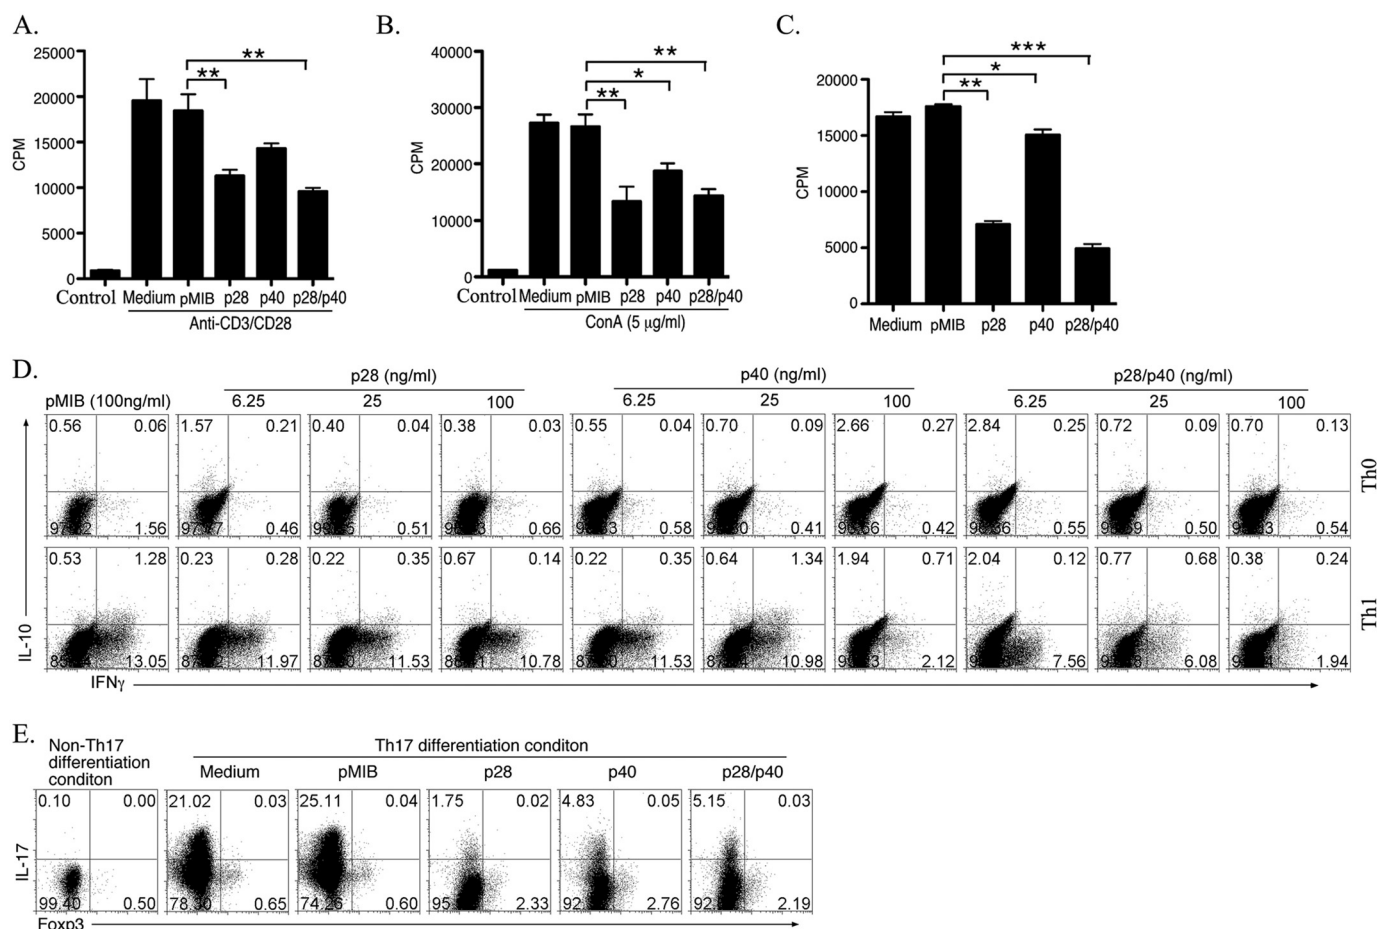 A.
25000
20000
15000
10000
5000
0
CPM
**
**
Control Medium pMIB p28 p40 p28/p40
Anti-CD3/CD28
B.
40000
30000
20000
10000
0
CPM
**
*
**
Control Medium pMIB p28 p40 p28/p40
ConA (5 μg/ml)
C.
20000
15000
10000
5000
0
CPM
***
*
**
Medium pMIB p28 p40 p28/p40
D.
p28 (ng/ml) p40 (ng/ml) p28/p40 (ng/ml)
pMIB (100ng/ml) 6.25 25 100 6.25 25 100 6.25 25 100
0.56 0.06 1.57 0.21 0.40 0.04 0.38 0.03 0.55 0.04 0.70 0.09 2.66 0.27 2.84 0.25 0.72 0.09 0.70 0.13
1.56 0.46 0.51 0.66 0.58 0.41 0.42 0.55 0.50 0.54
Th0
0.53 1.28 0.23 0.28 0.22 0.35 0.67 0.14 0.22 0.35 0.64 1.34 1.94 0.71 2.04 0.12 0.77 0.68 0.38 0.24
13.05 11.97 11.53 10.78 11.53 10.98 2.12 7.56 6.08 1.94
Th1
IL-10
IFNγ
E.
Non-Th17
differentiation
conditon
Th17 differentiation conditon
Medium pMIB p28 p40 p28/p40
0.10 0.00 21.02 0.03 25.11 0.04 1.75 0.02 4.83 0.05 5.15 0.03
99.40 0.50 0.65 0.60 2.33 2.76 2.19
IL-17
Foxp3